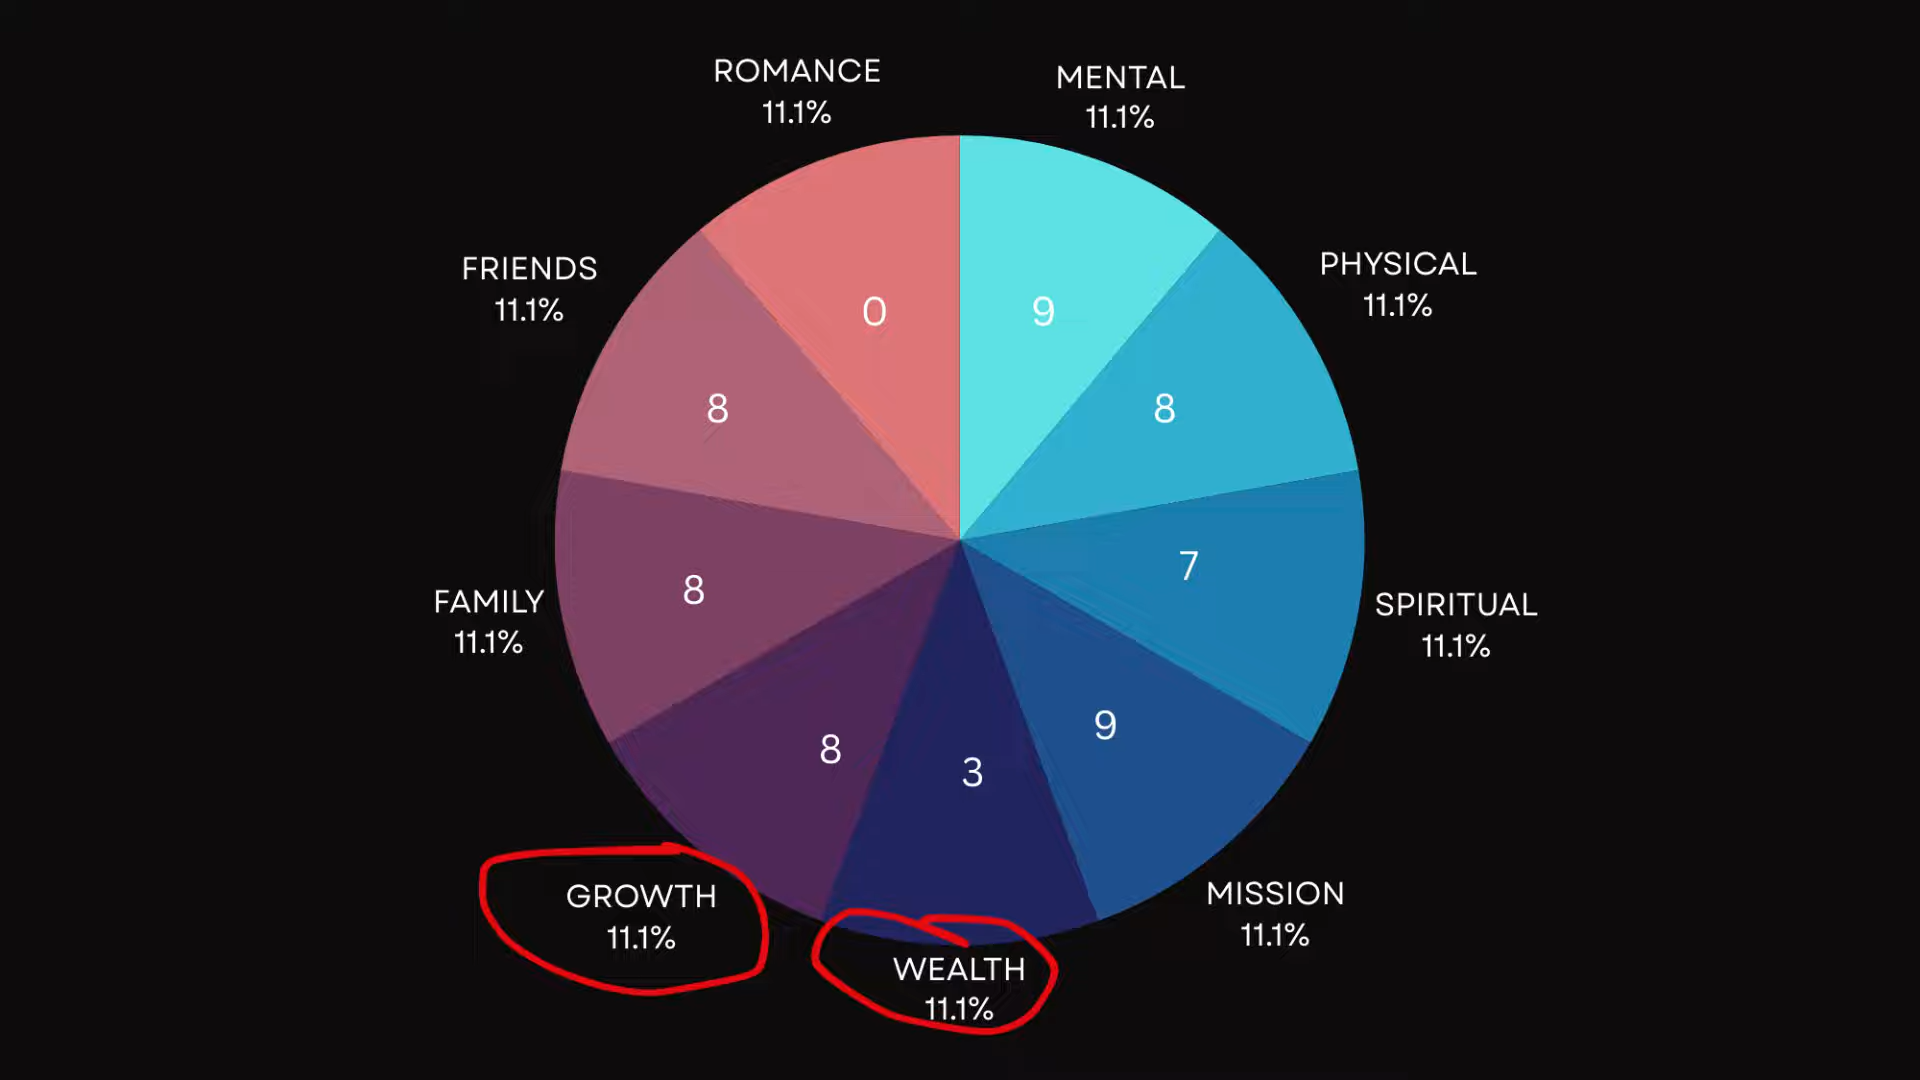 ROMANCE
11.1%
MENTAL
11.1%
FRIENDS
11.1%
PHYSICAL
11.1%
0
9
8
8
7
8
FAMILY
11.1%
SPIRITUAL
11.1%
9
8
3
GROWTH
11.1%
MISSION
11.1%
WEALTH
11.1%